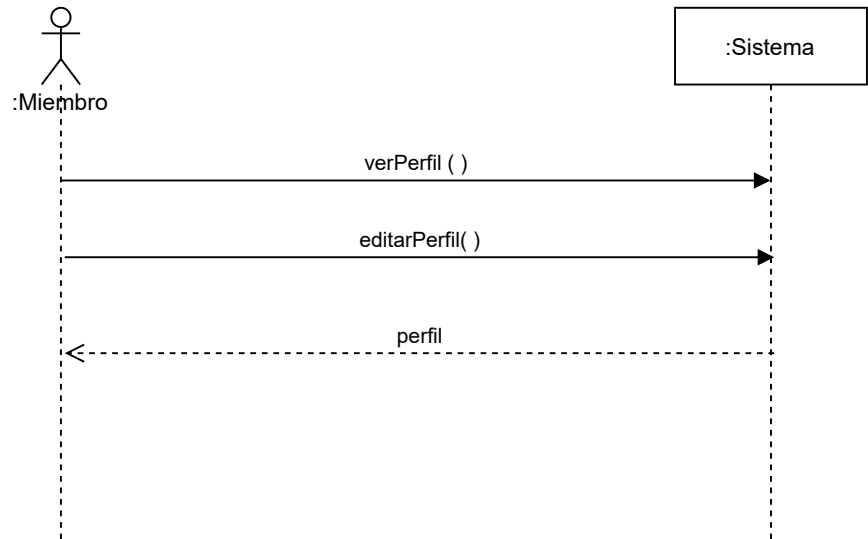 :Sistema
:Miembro
verPerfil ( )
editarPerfil( )
perfil